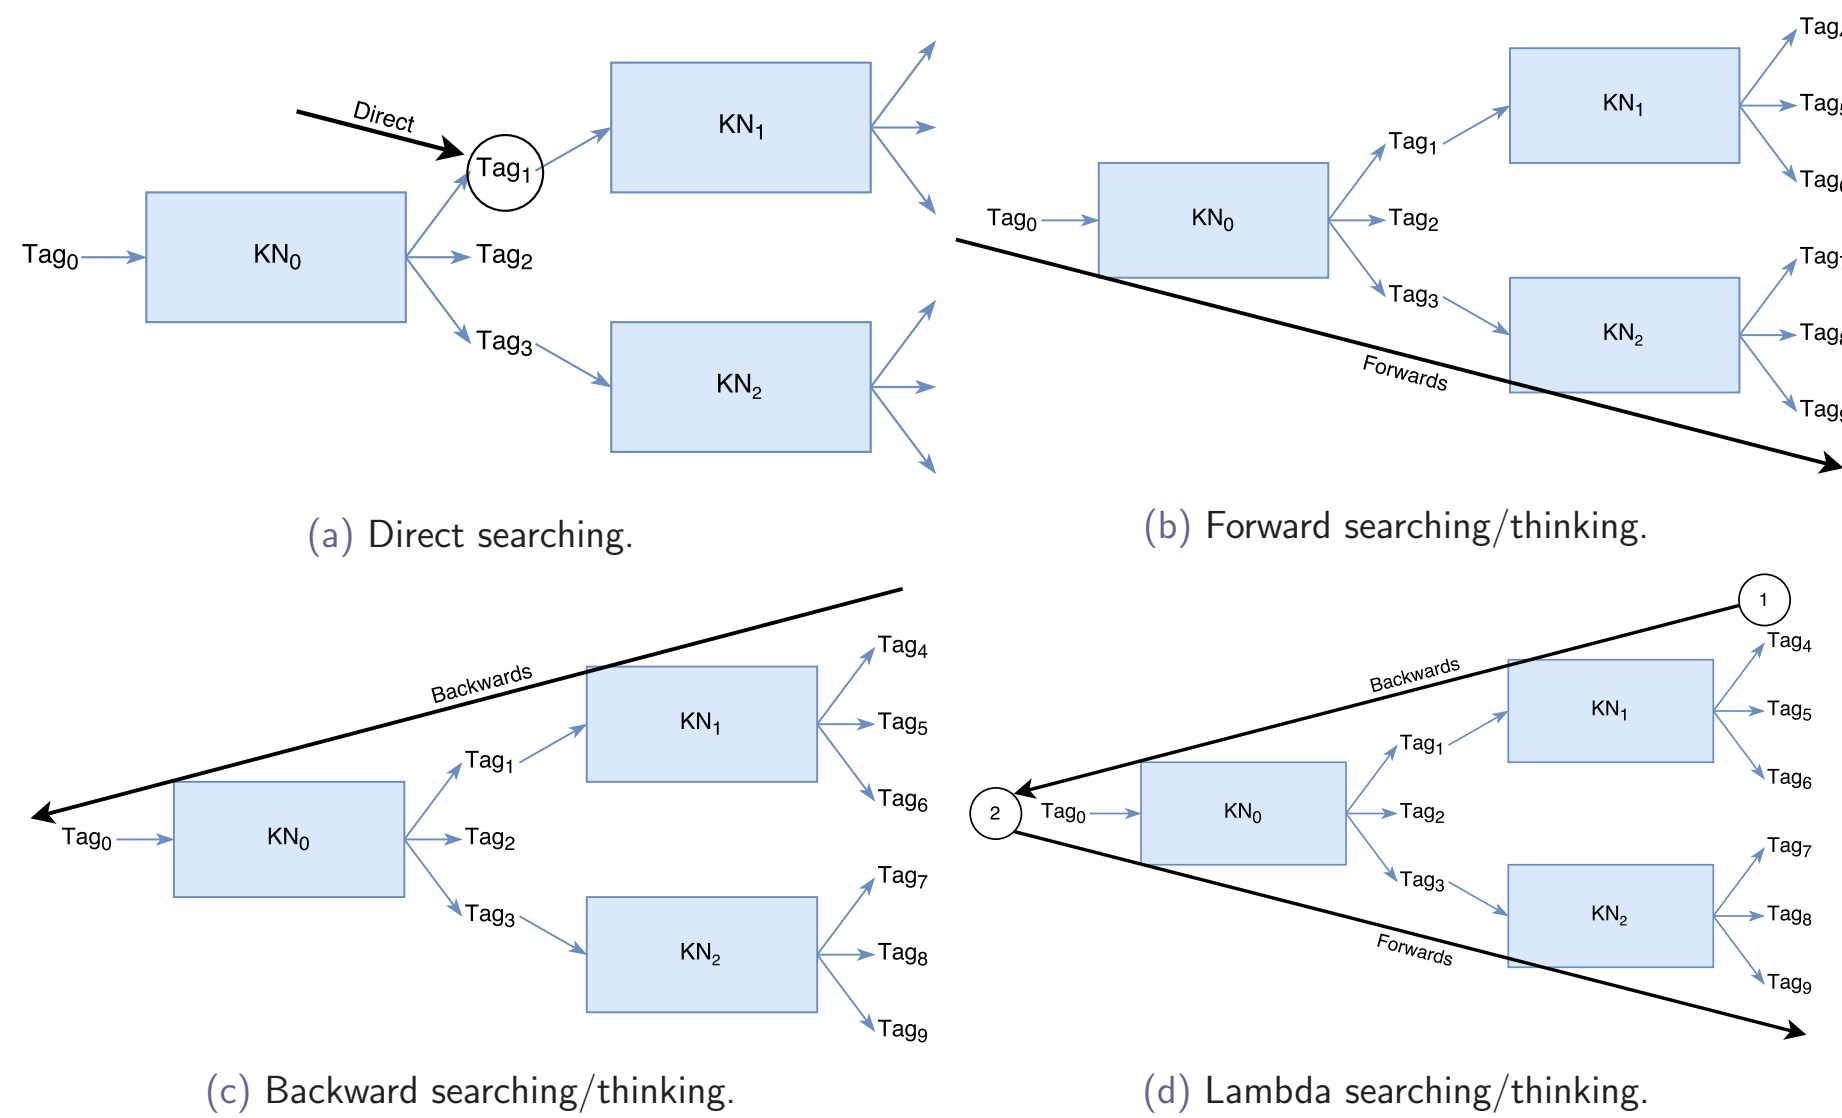 Direct
Tag1
KN1
Tag0
KN0
Tag2
Tag3
KN2
(a) Direct searching.
KN1
Tag1
Tag0
KN0
Tag2
Tag3
KN2
Forwards
(b) Forward searching/thinking.
Backwards
Tag4
KN1
Tag5
Tag1
Tag6
Tag0
KN0
Tag2
Tag7
Tag3
KN2
Tag8
Tag9
(c) Backward searching/thinking.
1
Backwards
Tag4
KN1
Tag5
Tag1
Tag6
2
Tag0
KN0
Tag2
Tag7
Tag3
KN2
Tag8
Forwards
Tag9
(d) Lambda searching/thinking.